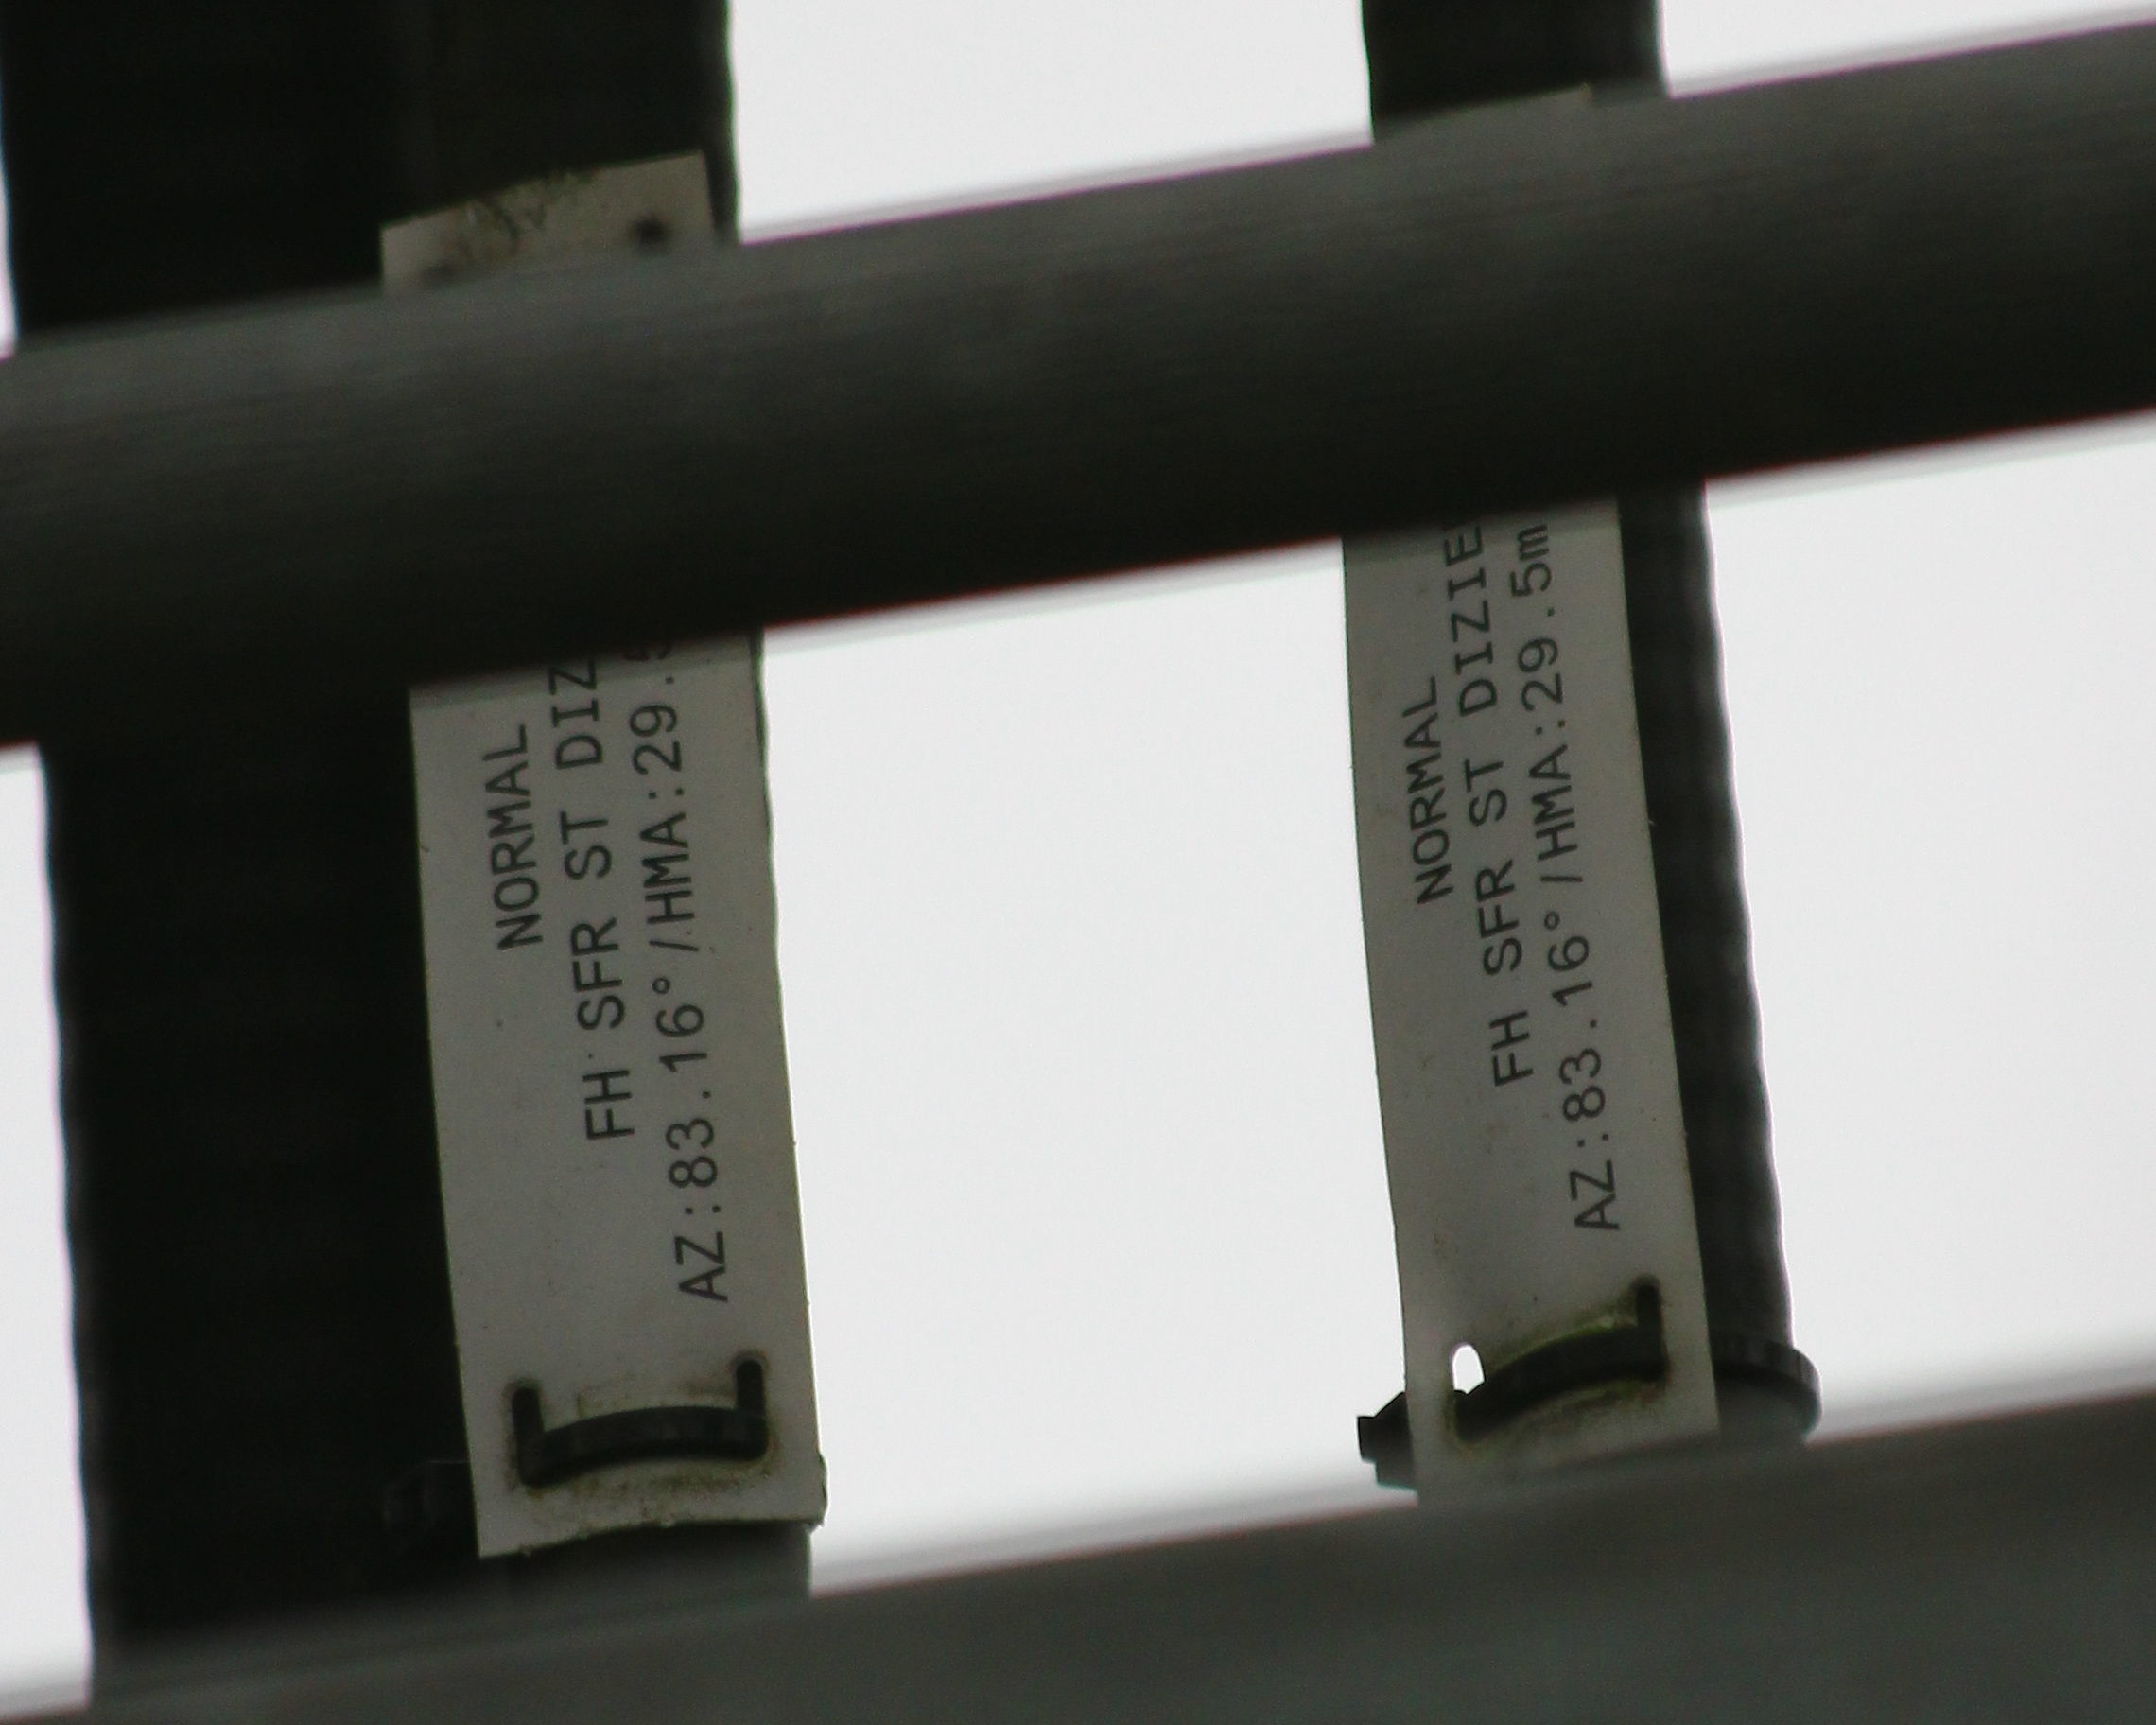 NORMAL
FH SFR ST DIZ
AZ:83.16°/HMA:29.5
NORMAL
FH SFR ST DIZIE
AZ:83.16°/HMA:29.5m